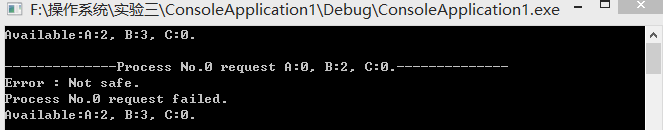 F:\操作系统\实验三\ConsoleApplication1\Debug\ConsoleApplication1.exe
Available:A:2, B:3, C:0.
--------------Process No.0 request A:0, B:2, C:0.--------------
Error : Not safe.
Process No.0 request failed.
Available:A:2, B:3, C:0.